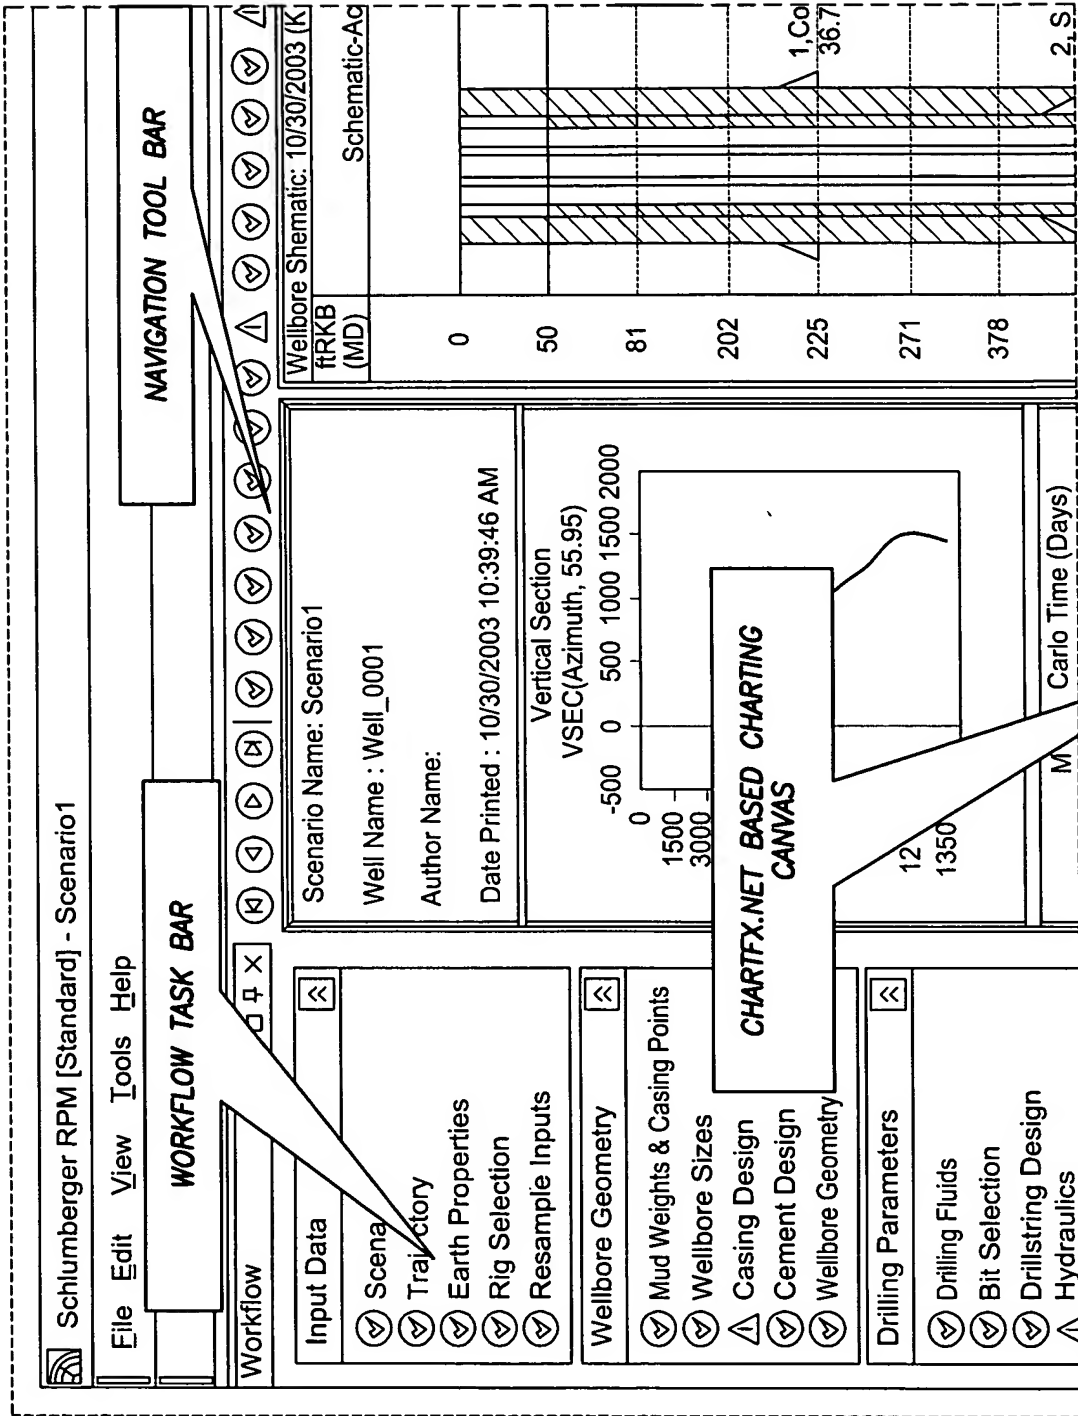 Schlumberger RPM [Standard] - Scenario1
File Edit View Tools Help
WORKFLOW TASK BAR
NAVIGATION TOOL BAR
Workflow
Input Data
Scena
Trajectory
Earth Properties
Rig Selection
Resample Inputs
Wellbore Geometry
Mud Weights & Casing Points
Wellbore Sizes
Casing Design
Cement Design
Wellbore Geometry
Drilling Parameters
Drilling Fluids
Bit Selection
Drillstring Design
Hydraulics
Scenario Name: Scenario1
Well Name : Well_0001
Author Name:
Date Printed : 10/30/2003 10:39:46 AM
Vertical Section
VSEC(Azimuth, 55.95)
-500 0 500 1000 1500 2000
0
1500
3000
12
1350
CHARTFX.NET BASED CHARTING
CANVAS
M Carlo Time (Days)
Wellbore Shematic: 10/30/2003 (K
ftRKB
(MD)
Schematic-Ac
0
50
81
202
225
271
378
1,Co
36.7
2, S